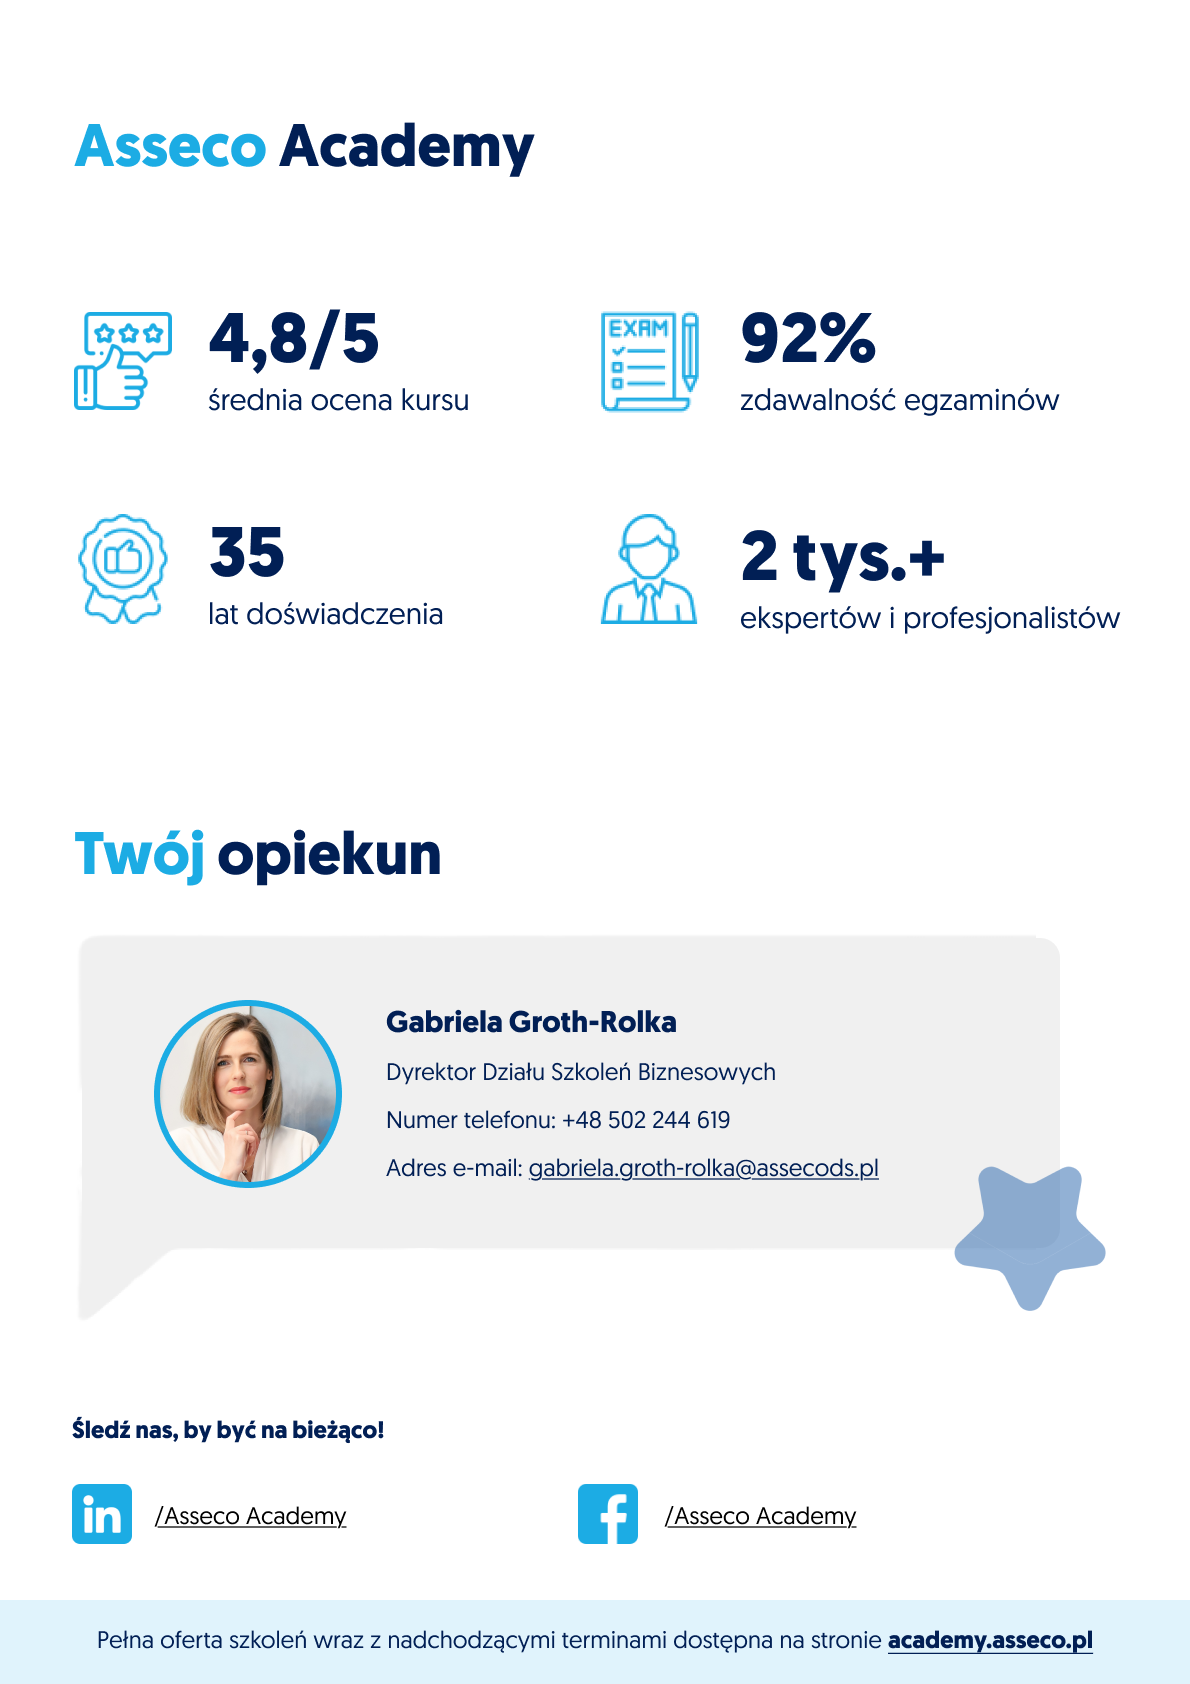 Asseco Academy
4,8/5
średnia ocena kursu
EXAM
92%
zdawalność egzaminów
35
lat doświadczenia
2 tys.+
ekspertów i profesjonalistów
Twój opiekun
Gabriela Groth-Rolka
Dyrektor Działu Szkoleń Biznesowych
Numer telefonu: +48 502 244 619
Adres e-mail: gabriela.groth-rolka@assecods.pl
Śledź nas, by być na bieżąco!
in /Asseco Academy
f /Asseco Academy
Pełna oferta szkoleń wraz z nadchodzącymi terminami dostępna na stronie academy.asseco.pl